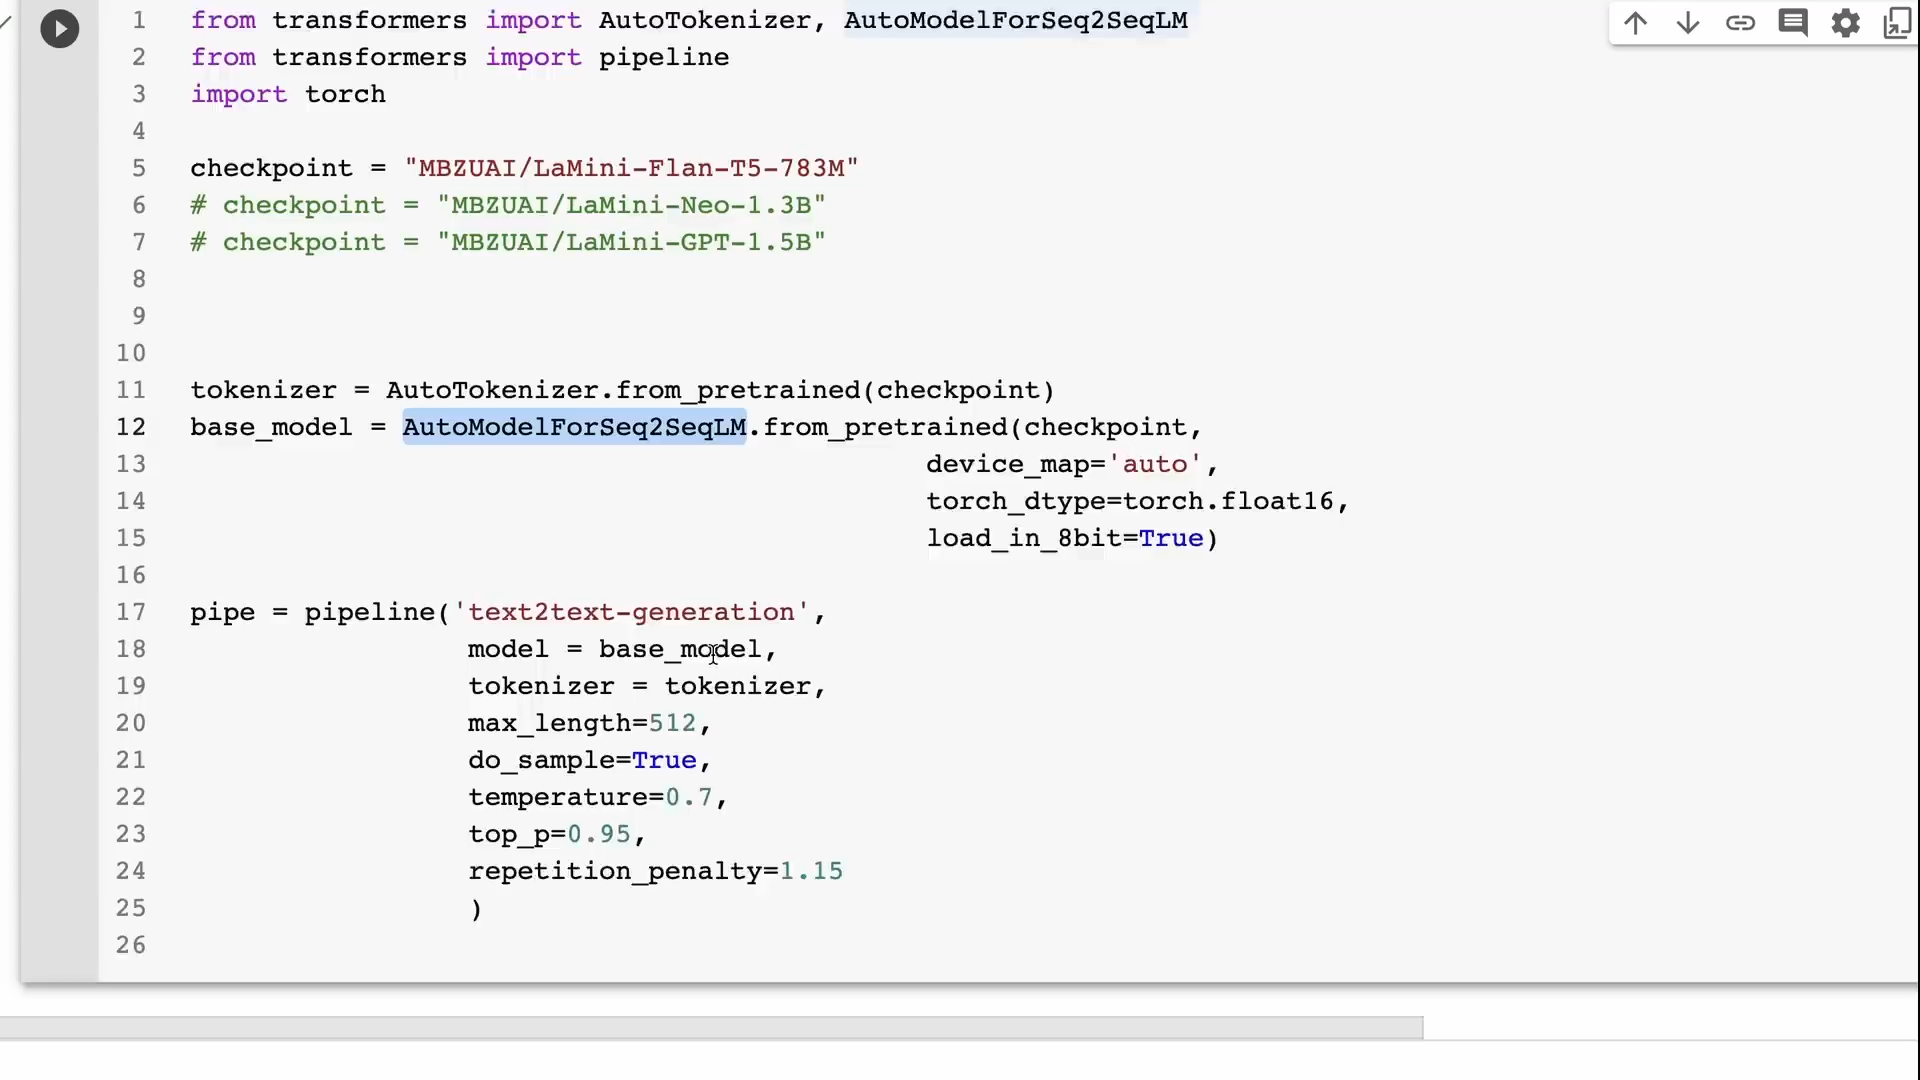 1 from transformers import AutoTokenizer, AutoModelForSeq2SeqLM
2 from transformers import pipeline
3 import torch
4
5 checkpoint = "MBZUAI/LaMini-Flan-T5-783M"
6 # checkpoint = "MBZUAI/LaMini-Neo-1.3B"
7 # checkpoint = "MBZUAI/LaMini-GPT-1.5B"
8
9
10
11 tokenizer = AutoTokenizer.from_pretrained(checkpoint)
12 base_model = AutoModelForSeq2SeqLM.from_pretrained(checkpoint,
13 device_map='auto',
14 torch_dtype=torch.float16,
15 load_in_8bit=True)
16
17 pipe = pipeline('text2text-generation',
18 model = base_model,
19 tokenizer = tokenizer,
20 max_length=512,
21 do_sample=True,
22 temperature=0.7,
23 top_p=0.95,
24 repetition_penalty=1.15
25 )
26